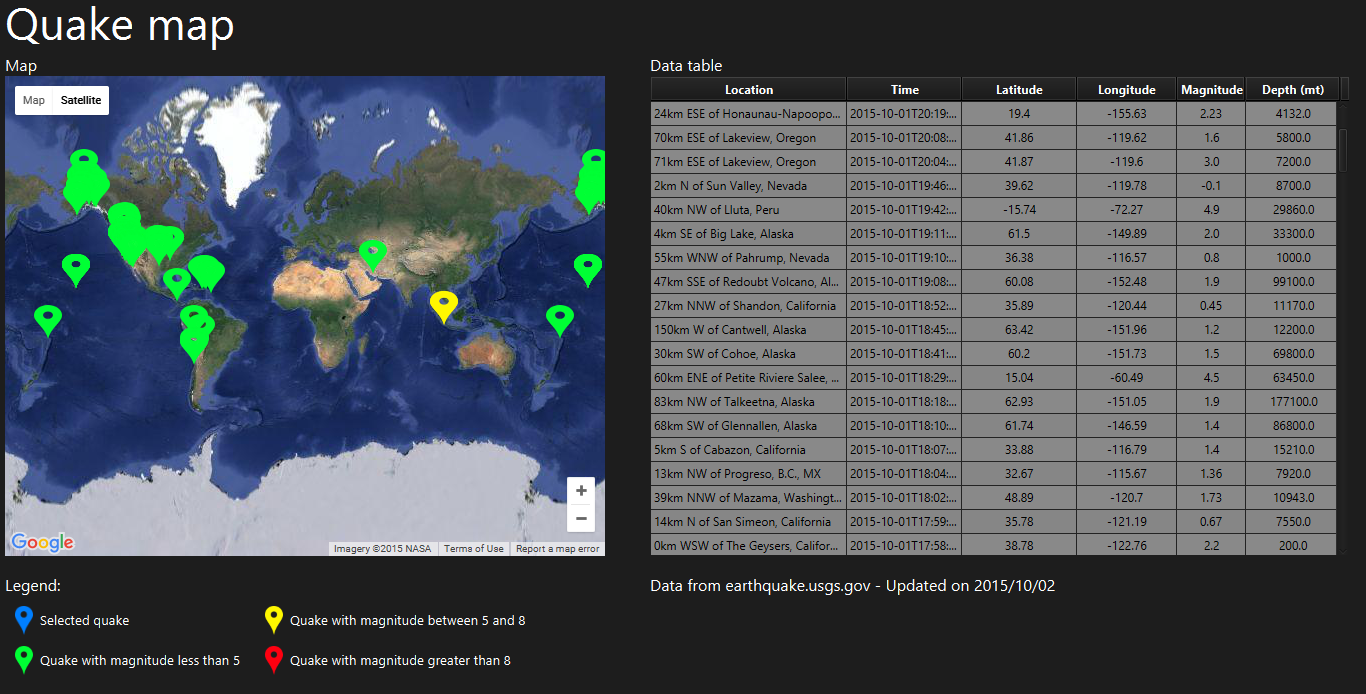 Quake map
Map
Map Satellite
Google
Imagery ©2015 NASA Terms of Use Report a map error
Legend:
Selected quake Quake with magnitude between 5 and 8
Quake with magnitude less than 5 Quake with magnitude greater than 8
Data table
Location Time Latitude Longitude Magnitude Depth (mt)
24km ESE of Honaunau-Napoopo... 2015-10-01T20:19:... 19.4 -155.63 2.23 4132.0
70km ESE of Lakeview, Oregon 2015-10-01T20:08:... 41.86 -119.62 1.6 5800.0
71km ESE of Lakeview, Oregon 2015-10-01T20:04:... 41.87 -119.6 3.0 7200.0
2km N of Sun Valley, Nevada 2015-10-01T19:46:... 39.62 -119.78 -0.1 8700.0
40km NW of Lluta, Peru 2015-10-01T19:42:... -15.74 -72.27 4.9 29860.0
4km SE of Big Lake, Alaska 2015-10-01T19:11:... 61.5 -149.89 2.0 33300.0
55km WNW of Pahrump, Nevada 2015-10-01T19:10:... 36.38 -116.57 0.8 1000.0
47km SSE of Redoubt Volcano, Al... 2015-10-01T19:08:... 60.08 -152.48 1.9 99100.0
27km NNW of Shandon, California 2015-10-01T18:52:... 35.89 -120.44 0.45 11170.0
150km W of Cantwell, Alaska 2015-10-01T18:45:... 63.42 -151.96 1.2 12200.0
30km SW of Cohoe, Alaska 2015-10-01T18:41:... 60.2 -151.73 1.5 69800.0
60km ENE of Petite Riviere Salee, ... 2015-10-01T18:29:... 15.04 -60.49 4.5 63450.0
83km NW of Talkeetna, Alaska 2015-10-01T18:18:... 62.93 -151.05 1.9 177100.0
68km SW of Glennallen, Alaska 2015-10-01T18:10:... 61.74 -146.59 1.4 86800.0
5km S of Cabazon, California 2015-10-01T18:07:... 33.88 -116.79 1.4 15210.0
13km NW of Progreso, B.C., MX 2015-10-01T18:04:... 32.67 -115.67 1.36 7920.0
39km NNW of Mazama, Washingt... 2015-10-01T18:02:... 48.89 -120.7 1.73 10943.0
14km N of San Simeon, California 2015-10-01T17:59:... 35.78 -121.19 0.67 7550.0
0km WSW of The Geysers, Califor... 2015-10-01T17:58:... 38.78 -122.76 2.2 200.0
Data from earthquake.usgs.gov - Updated on 2015/10/02